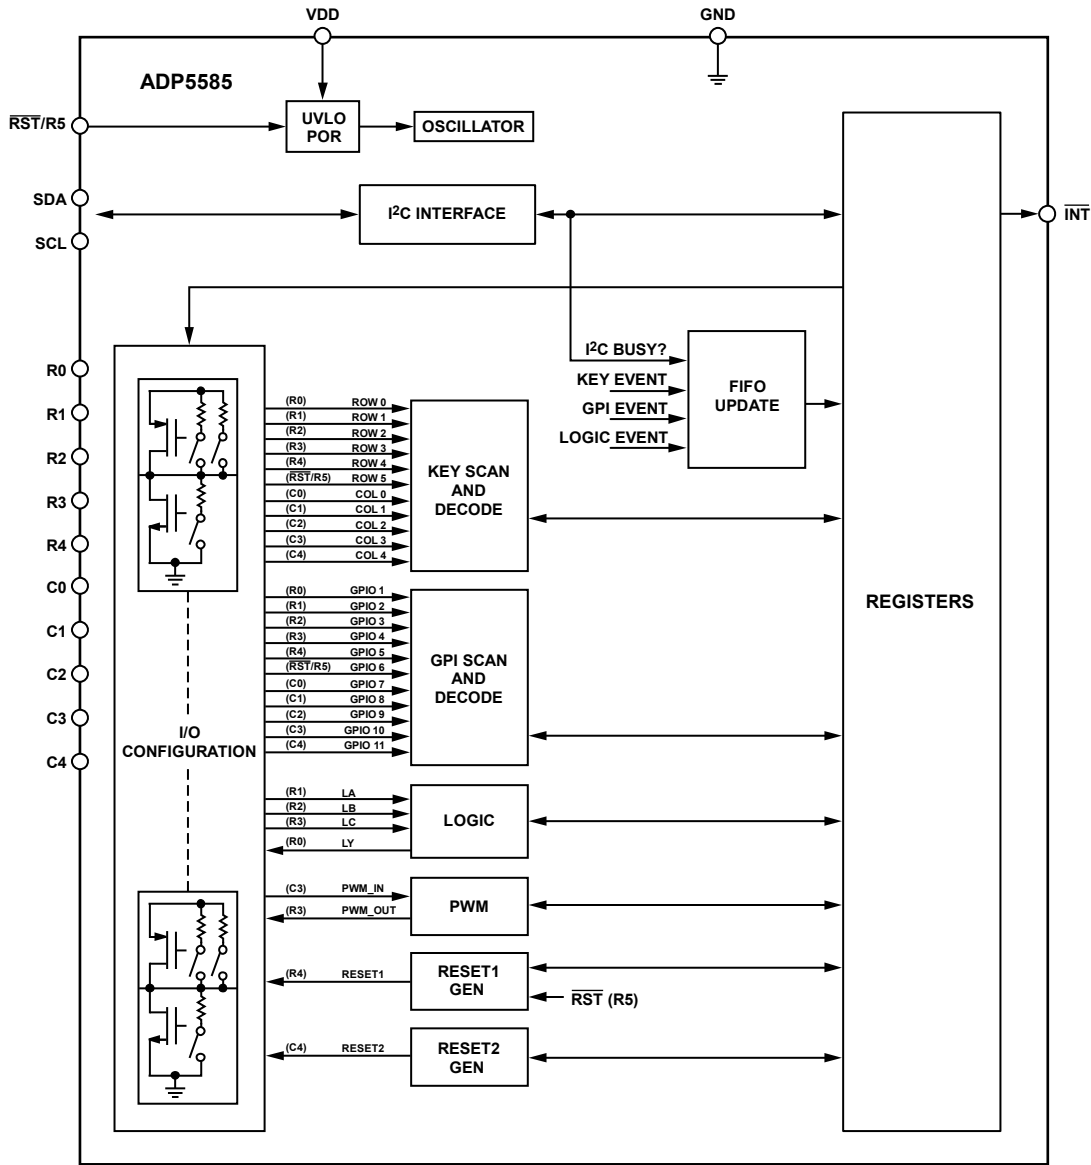 VDD
GND
ADP5585
RST/R5
UVLO
POR
OSCILLATOR
SDA
I2C INTERFACE
INT
SCL
R0
R1
R2
R3
R4
C0
C1
C2
C3
C4
I2C BUSY?
KEY EVENT
GPI EVENT
LOGIC EVENT
FIFO
UPDATE
REGISTERS
(R0) ROW 0
(R1) ROW 1
(R2) ROW 2
(R3) ROW 3
(R4) ROW 4
(RST/R5) ROW 5
(C0) COL 0
(C1) COL 1
(C2) COL 2
(C3) COL 3
(C4) COL 4
KEY SCAN
AND
DECODE
(R0) GPIO 1
(R1) GPIO 2
(R2) GPIO 3
(R3) GPIO 4
(R4) GPIO 5
(RST/R5) GPIO 6
(C0) GPIO 7
(C1) GPIO 8
(C2) GPIO 9
(C3) GPIO 10
(C4) GPIO 11
GPI SCAN
AND
DECODE
I/O
CONFIGURATION
(R1) LA
(R2) LB
(R3) LC
(R0) LY
LOGIC
(C3) PWM_IN
(R3) PWM_OUT
PWM
(R4) RESET1
RESET1
GEN
RST (R5)
(C4) RESET2
RESET2
GEN